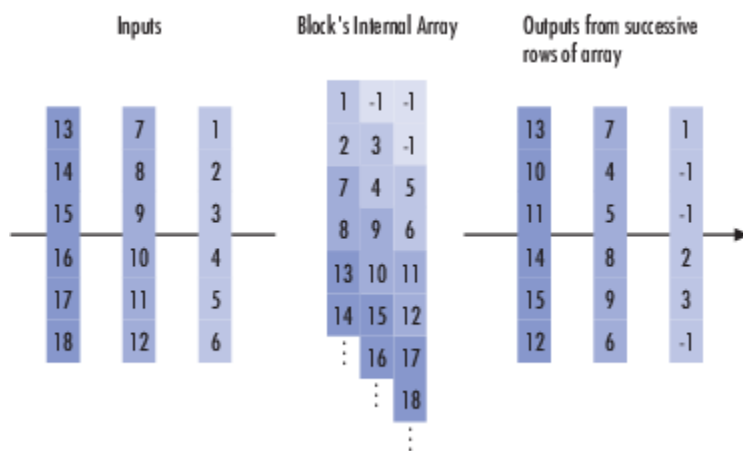 Inputs Block's Internal Array Outputs from successive
rows of array
1 -1 -1
13 7 1 2 3 -1 13 7 1
14 8 2 7 4 5 10 4 -1
15 9 3 8 9 6 11 5 -1
16 10 4 13 10 11 14 8 2
17 11 5 14 15 12 15 9 3
18 12 6 16 17 12 6 -1
18